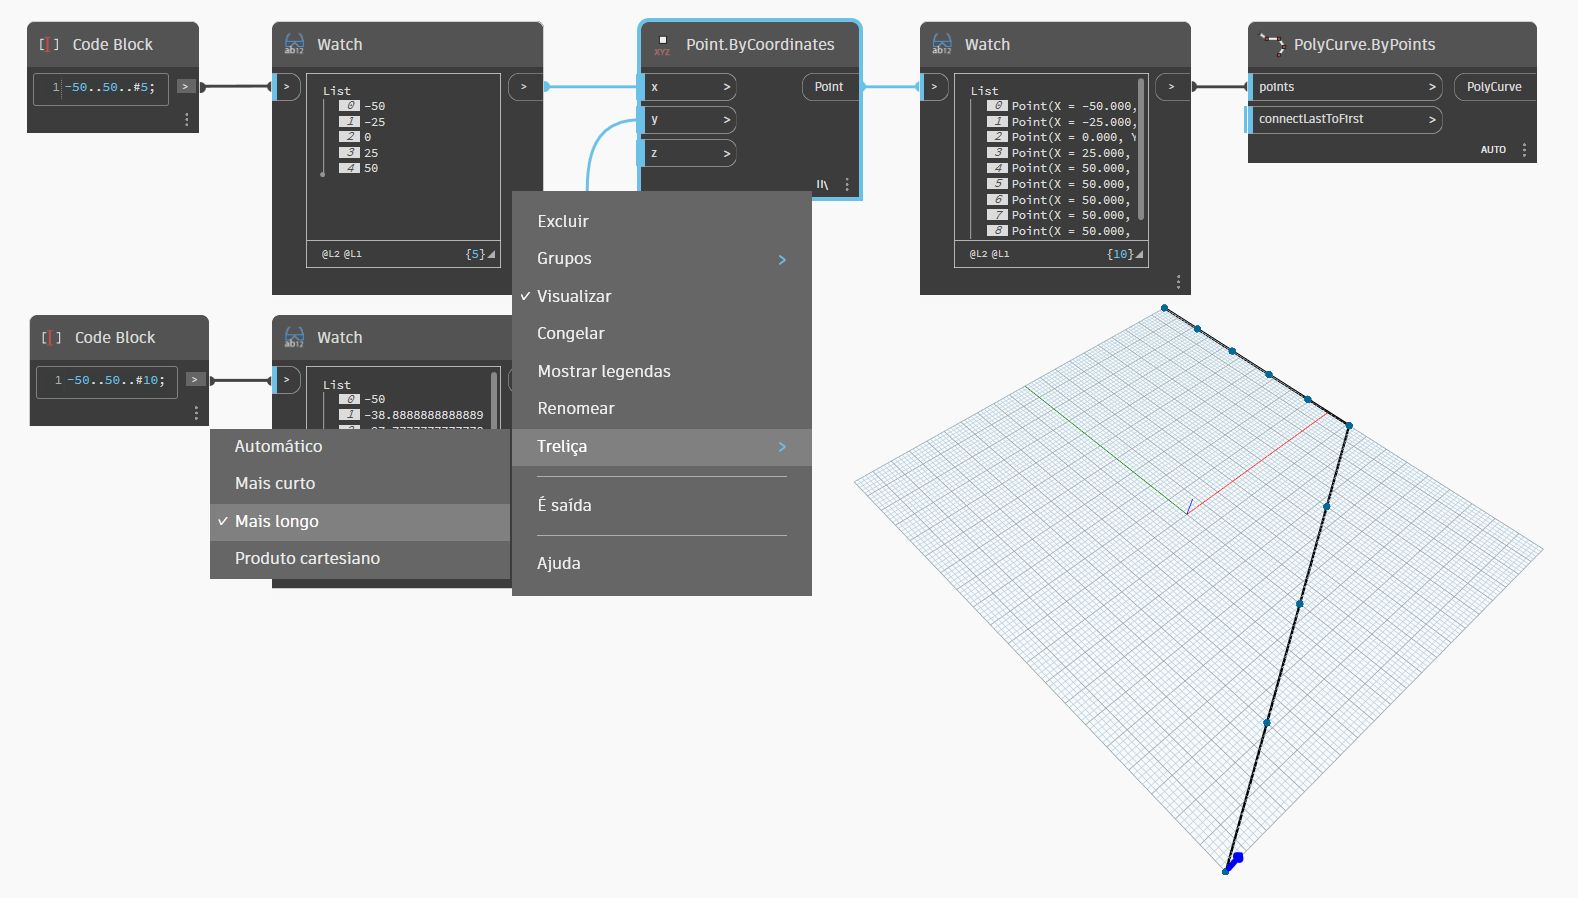 Code Block
1 -50..50..#5;
>
Watch
>
>
List
0 -50
1 -25
2 0
3 25
4 50
@L2 @L1 {5}
XYZ Point.ByCoordinates
x >
y >
z >
Point
Watch
>
>
List
0 Point(X = -50.000,
1 Point(X = -25.000,
2 Point(X = 0.000, Y
3 Point(X = 25.000,
4 Point(X = 50.000,
5 Point(X = 50.000,
6 Point(X = 50.000,
7 Point(X = 50.000,
8 Point(X = 50.000,
@L2 @L1 {10}
PolyCurve.ByPoints
points >
connectLastToFirst >
PolyCurve
AUTO
Code Block
1 -50..50..#10;
>
Watch
>
List
0 -50
1 -38.8888888888889
Excluir
Grupos >
✓ Visualizar
Congelar
Mostrar legendas
Renomear
Treliça >
É saída
Ajuda
Automático
Mais curto
✓ Mais longo
Produto cartesiano